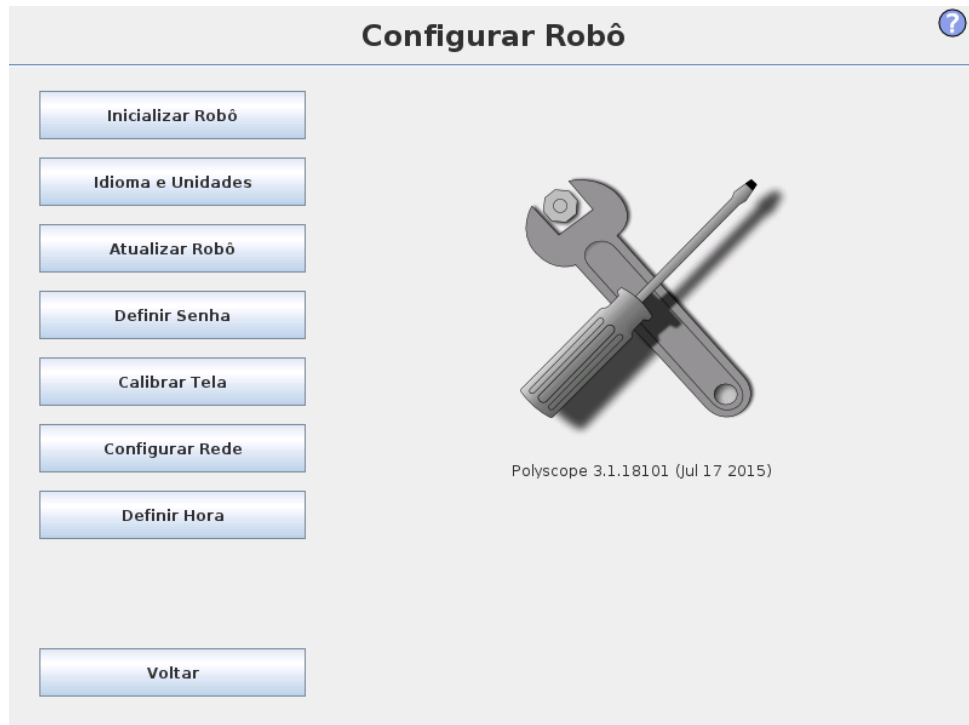 Configurar Robô
?
Inicializar Robô
Idioma e Unidades
Atualizar Robô
Definir Senha
Calibrar Tela
Configurar Rede
Definir Hora
Polyscope 3.1.18101 (Jul 17 2015)
Voltar